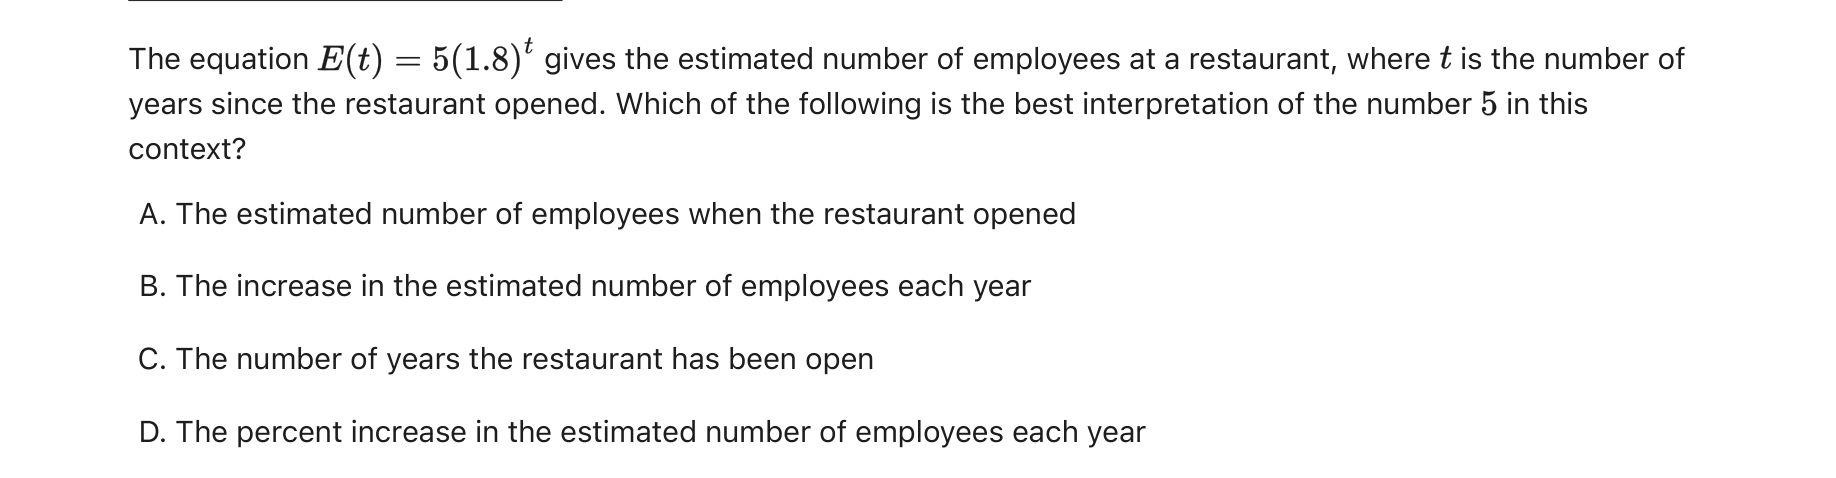 The equation E(t) = 5(1.8)^t gives the estimated number of employees at a restaurant, where t is the number of
years since the restaurant opened. Which of the following is the best interpretation of the number 5 in this
context?
A. The estimated number of employees when the restaurant opened
B. The increase in the estimated number of employees each year
C. The number of years the restaurant has been open
D. The percent increase in the estimated number of employees each year